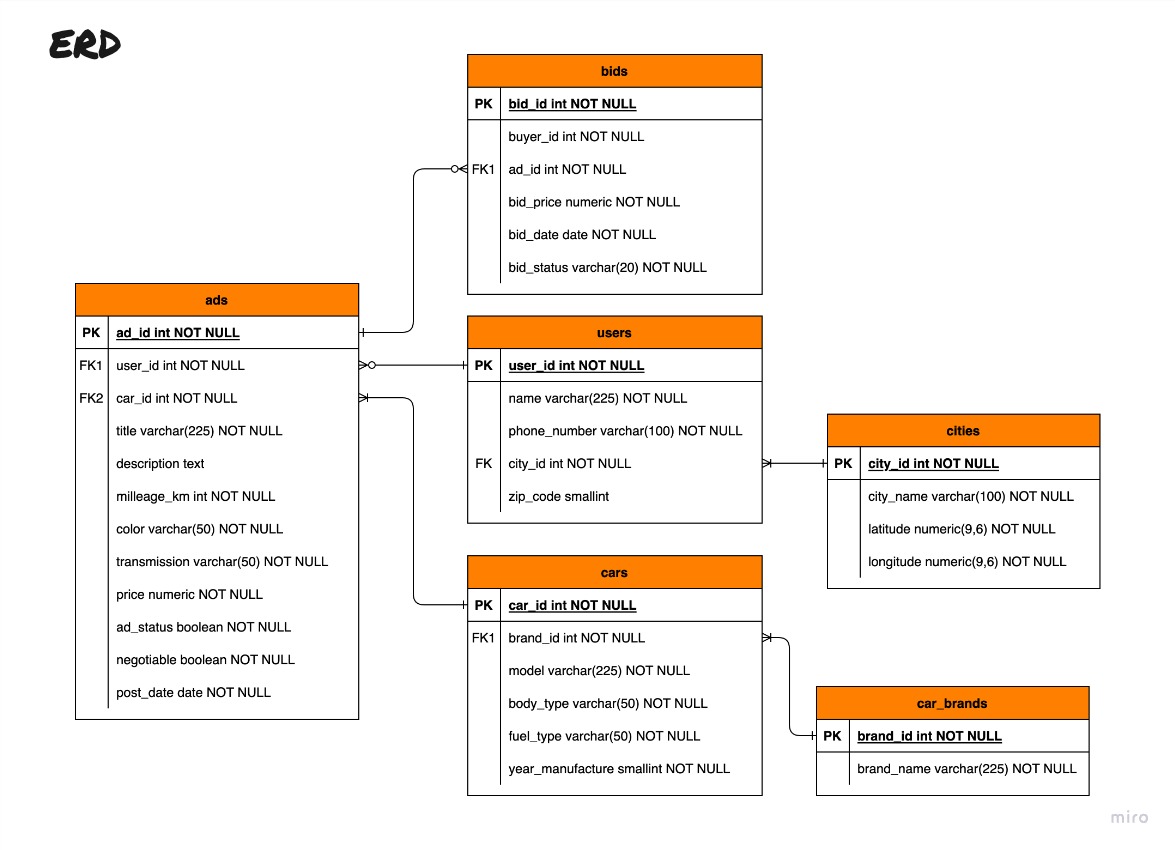 ERD
bids
PK bid_id int NOT NULL
buyer_id int NOT NULL
FK1 ad_id int NOT NULL
bid_price numeric NOT NULL
bid_date date NOT NULL
bid_status varchar(20) NOT NULL
ads
PK ad_id int NOT NULL
FK1 user_id int NOT NULL
FK2 car_id int NOT NULL
title varchar(225) NOT NULL
description text
milleage_km int NOT NULL
color varchar(50) NOT NULL
transmission varchar(50) NOT NULL
price numeric NOT NULL
ad_status boolean NOT NULL
negotiable boolean NOT NULL
post_date date NOT NULL
users
PK user_id int NOT NULL
name varchar(225) NOT NULL
phone_number varchar(100) NOT NULL
FK city_id int NOT NULL
zip_code smallint
cities
PK city_id int NOT NULL
city_name varchar(100) NOT NULL
latitude numeric(9,6) NOT NULL
longitude numeric(9,6) NOT NULL
cars
PK car_id int NOT NULL
FK1 brand_id int NOT NULL
model varchar(225) NOT NULL
body_type varchar(50) NOT NULL
fuel_type varchar(50) NOT NULL
year_manufacture smallint NOT NULL
car_brands
PK brand_id int NOT NULL
brand_name varchar(225) NOT NULL
miro